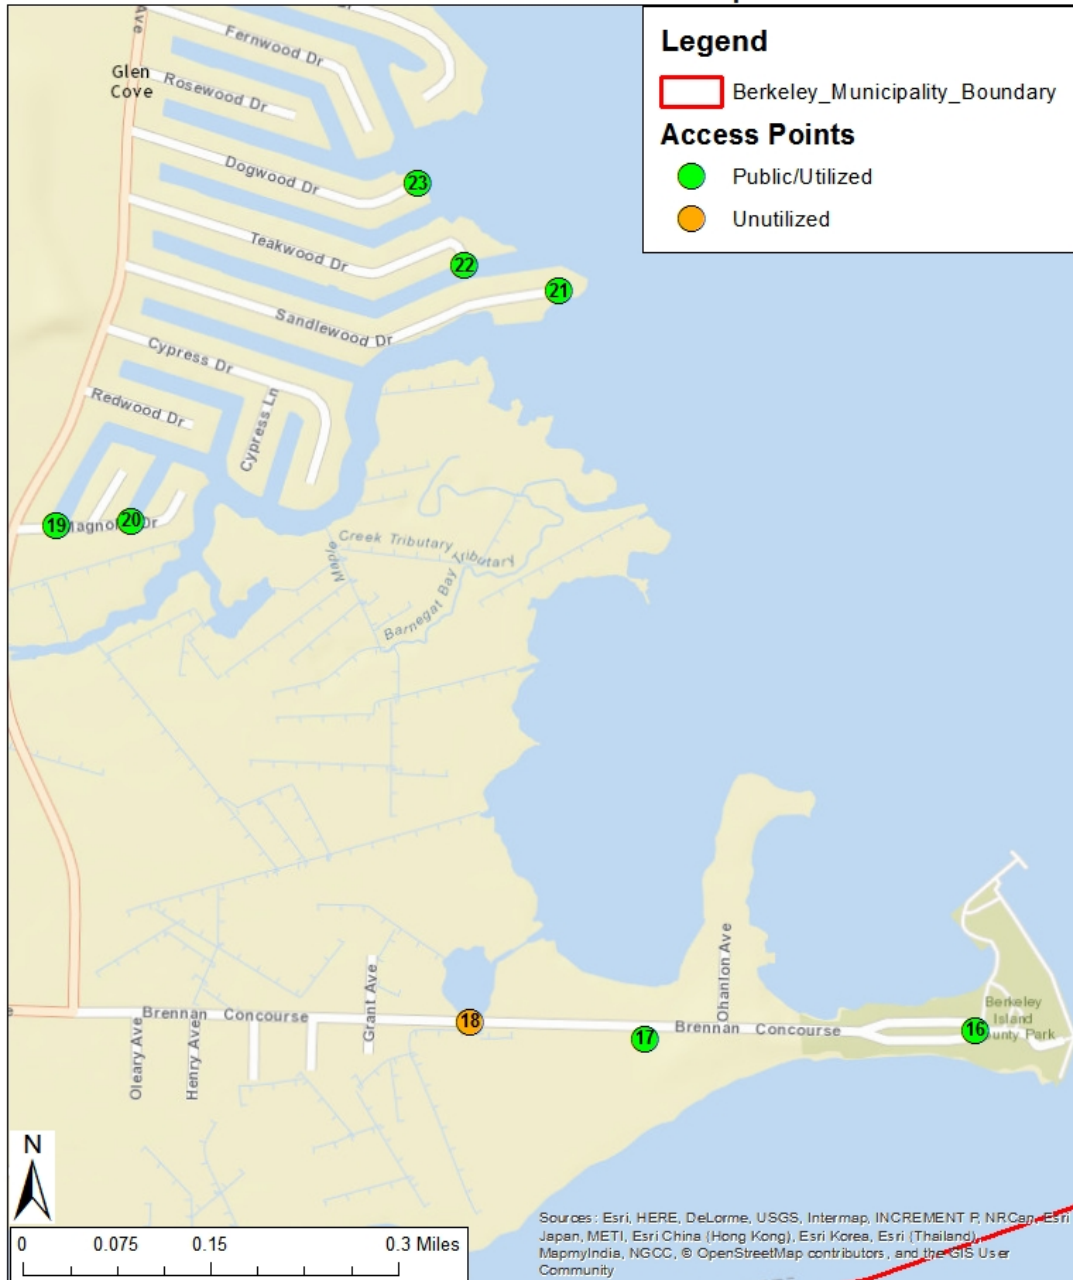 Legend
Berkeley_Municipality_Boundary
Access Points
Public/Utilized
Unutilized
Ave
Fernwood Dr
Glen
Cove
Rosewood Dr
Dogwood Dr
23
Teakwood Dr
22
21
Sandlewood Dr
Cypress Dr
Redwood Dr
Cypress Ln
19
20
Dr
Creek Tributary
Tributary
Maple
Barnegat Bay
Ohanlon Ave
Grant Ave
Brennan Concourse
18
17
Brennan Concourse
16
Berkeley
Island
Park
Oleary Ave
Henry Ave
N
0 0.075 0.15 0.3 Miles
Sources: Esri, HERE, DeLorme, USGS, Intermap, INCREMENT P, NRCan, Esri
Japan, METI, Esri China (Hong Kong), Esri Korea, Esri (Thailand),
MapmyIndia, NGCC, © OpenStreetMap contributors, and the GIS User
Community